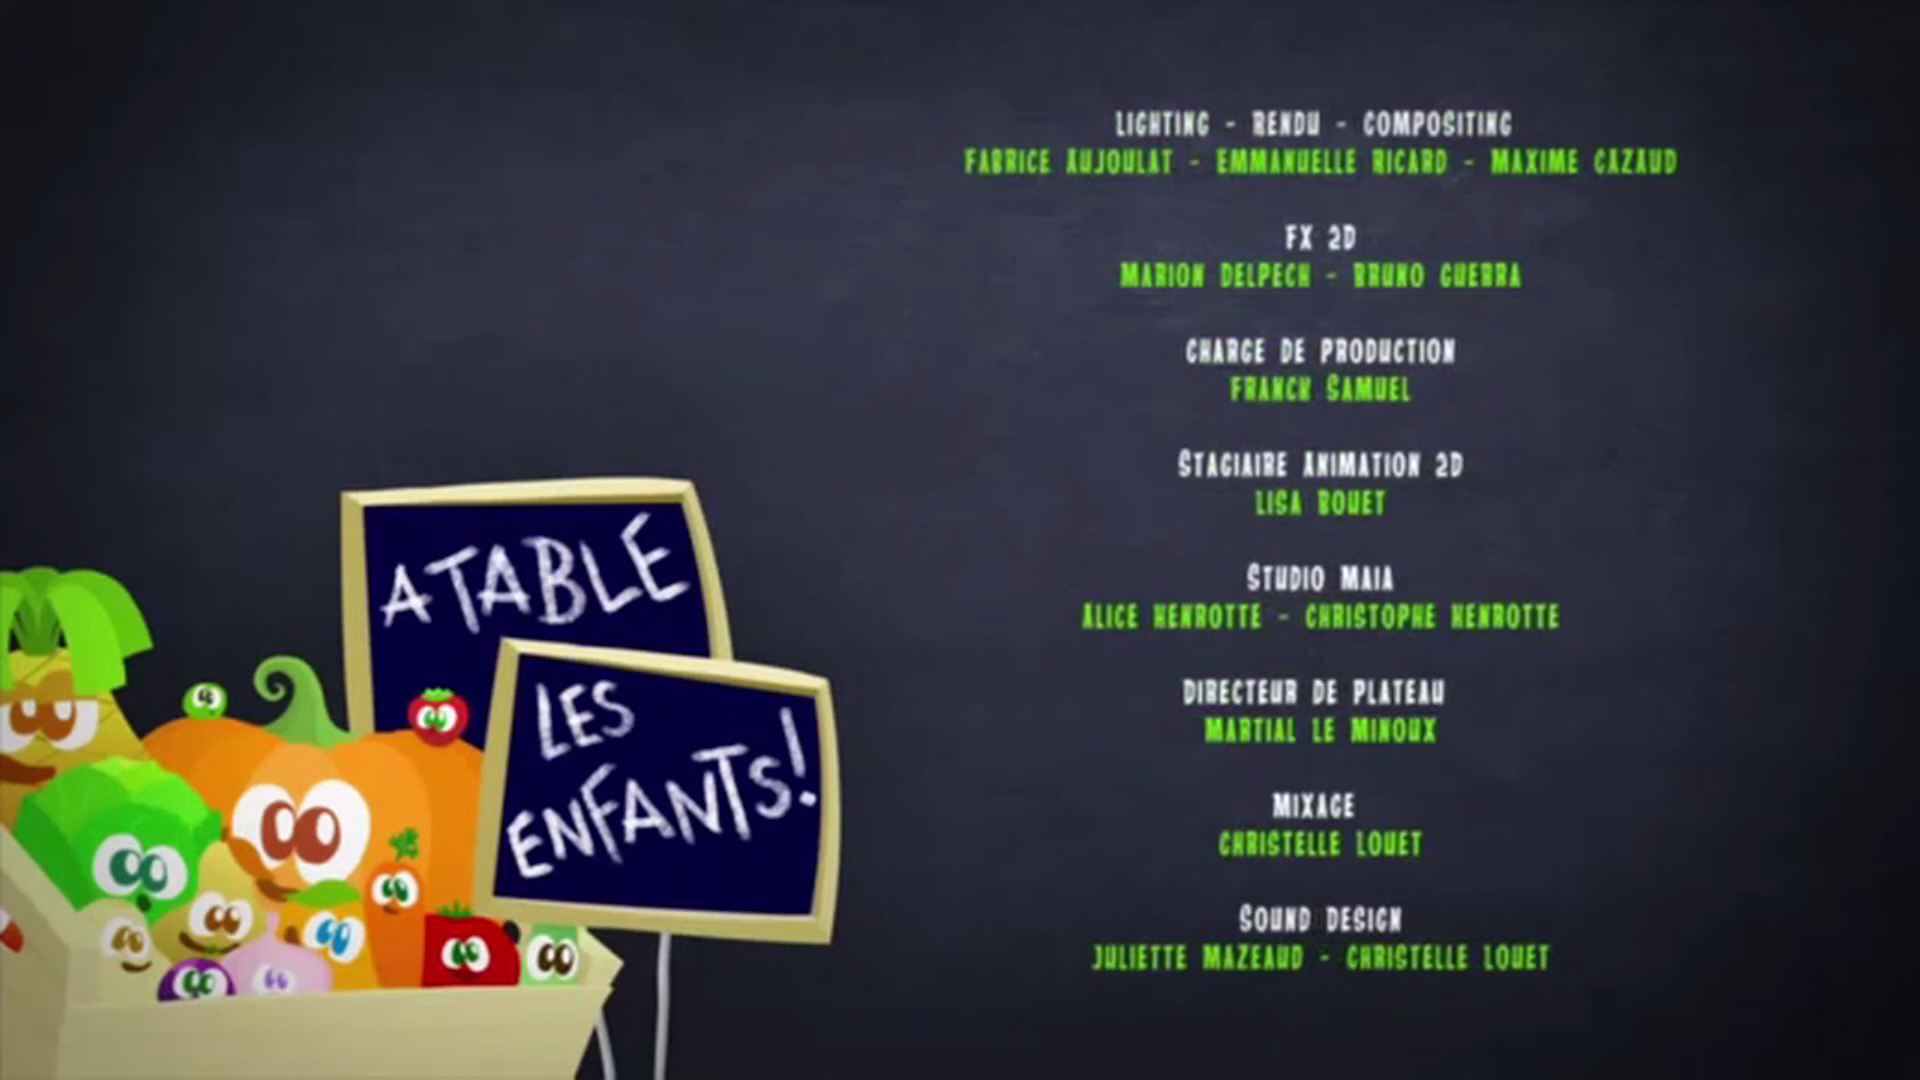 LIGHTING - RENDU - COMPOSITING
FABRICE AUJOULAT - EMMANUELLE RICARD - MAXIME CAZAUD
FX 2D
MARION DELPECH - BRUNO GUERRA
CHARGE DE PRODUCTION
FRANCK SAMUEL
STAGIAIRE ANIMATION 2D
LISA BOUET
STUDIO MAIA
ALICE HENROTTE - CHRISTOPHE HENROTTE
DIRECTEUR DE PLATEAU
MARTIAL LE MINOUX
MIXAGE
CHRISTELLE LOUET
SOUND DESIGN
JULIETTE MAZEAUD - CHRISTELLE LOUET
A TABLE
LES
ENFANTS!